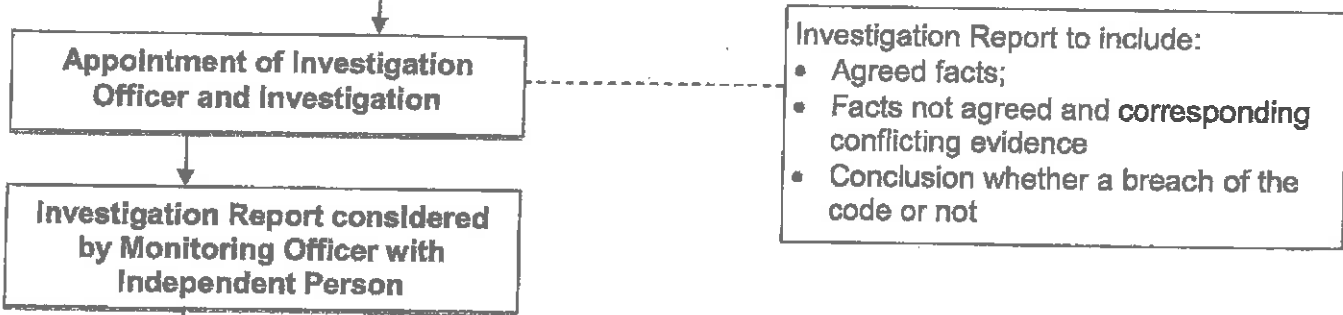 Appointment of Investigation
Officer and Investigation
Investigation Report to include:
• Agreed facts;
• Facts not agreed and corresponding
conflicting evidence
• Conclusion whether a breach of the
code or not
Investigation Report considered
by Monitoring Officer with
Independent Person